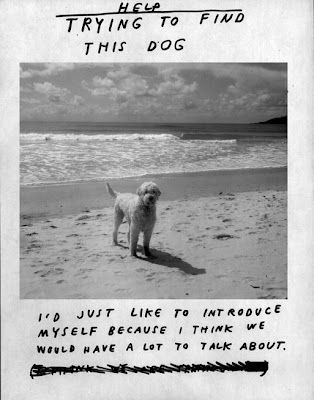 HELP
TRYING TO FIND
THIS DOG
I'D JUST LIKE TO INTRODUCE
MYSELF BECAUSE I THINK WE
WOULD HAVE A LOT TO TALK ABOUT.